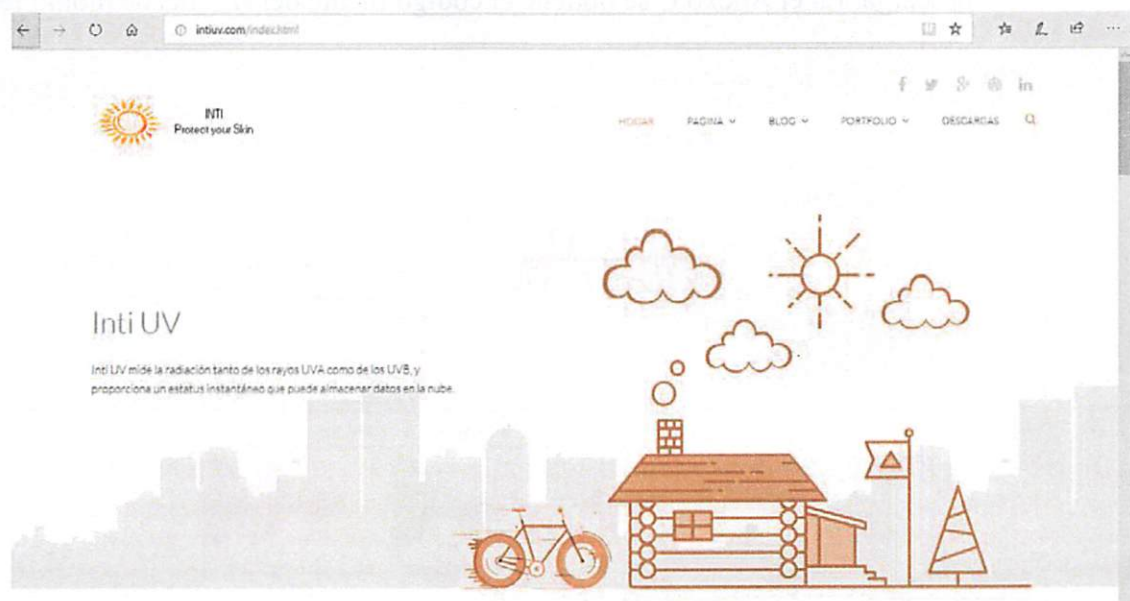 intiuv.com/index.html
f
in
INTI
Protect your Skin
HOGAR PAGINA BLOG PORTFOLIO DESCARGAS
Inti UV
Inti UV mide la radiación tanto de los rayos UVA como de los UVB, y
proporciona un estatus instantáneo que puede almacenar datos en la nube.